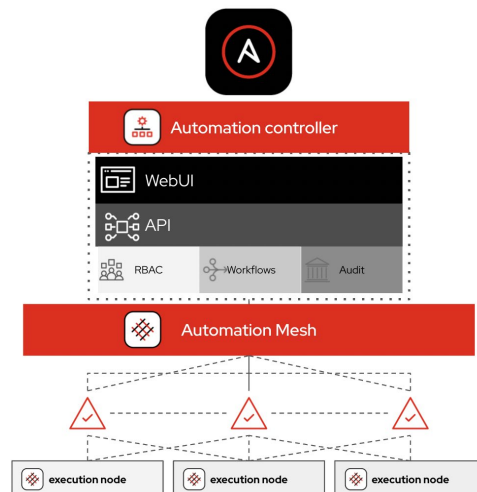 Automation controller
WebUI
API
RBAC
Workflows
Audit
Automation Mesh
execution node
execution node
execution node